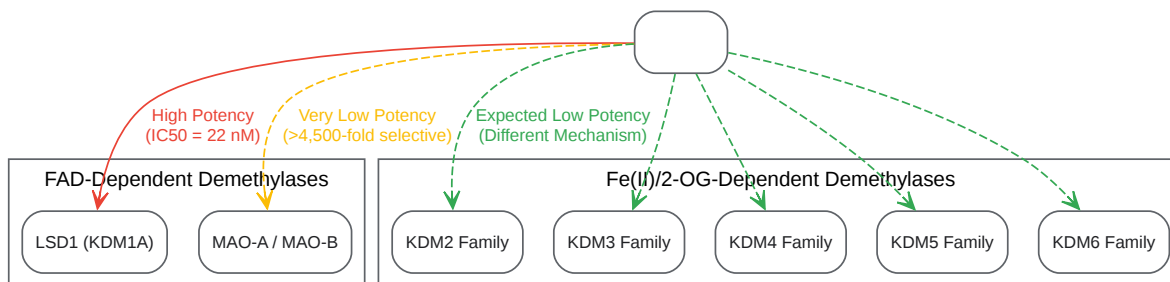 High Potency
(IC50 = 22 nM)
Very Low Potency
(>4,500-fold selective)
Expected Low Potency
(Different Mechanism)
FAD-Dependent Demethylases
Fe(II)/2-OG-Dependent Demethylases
LSD1 (KDM1A)
MAO-A / MAO-B
KDM2 Family
KDM3 Family
KDM4 Family
KDM5 Family
KDM6 Family